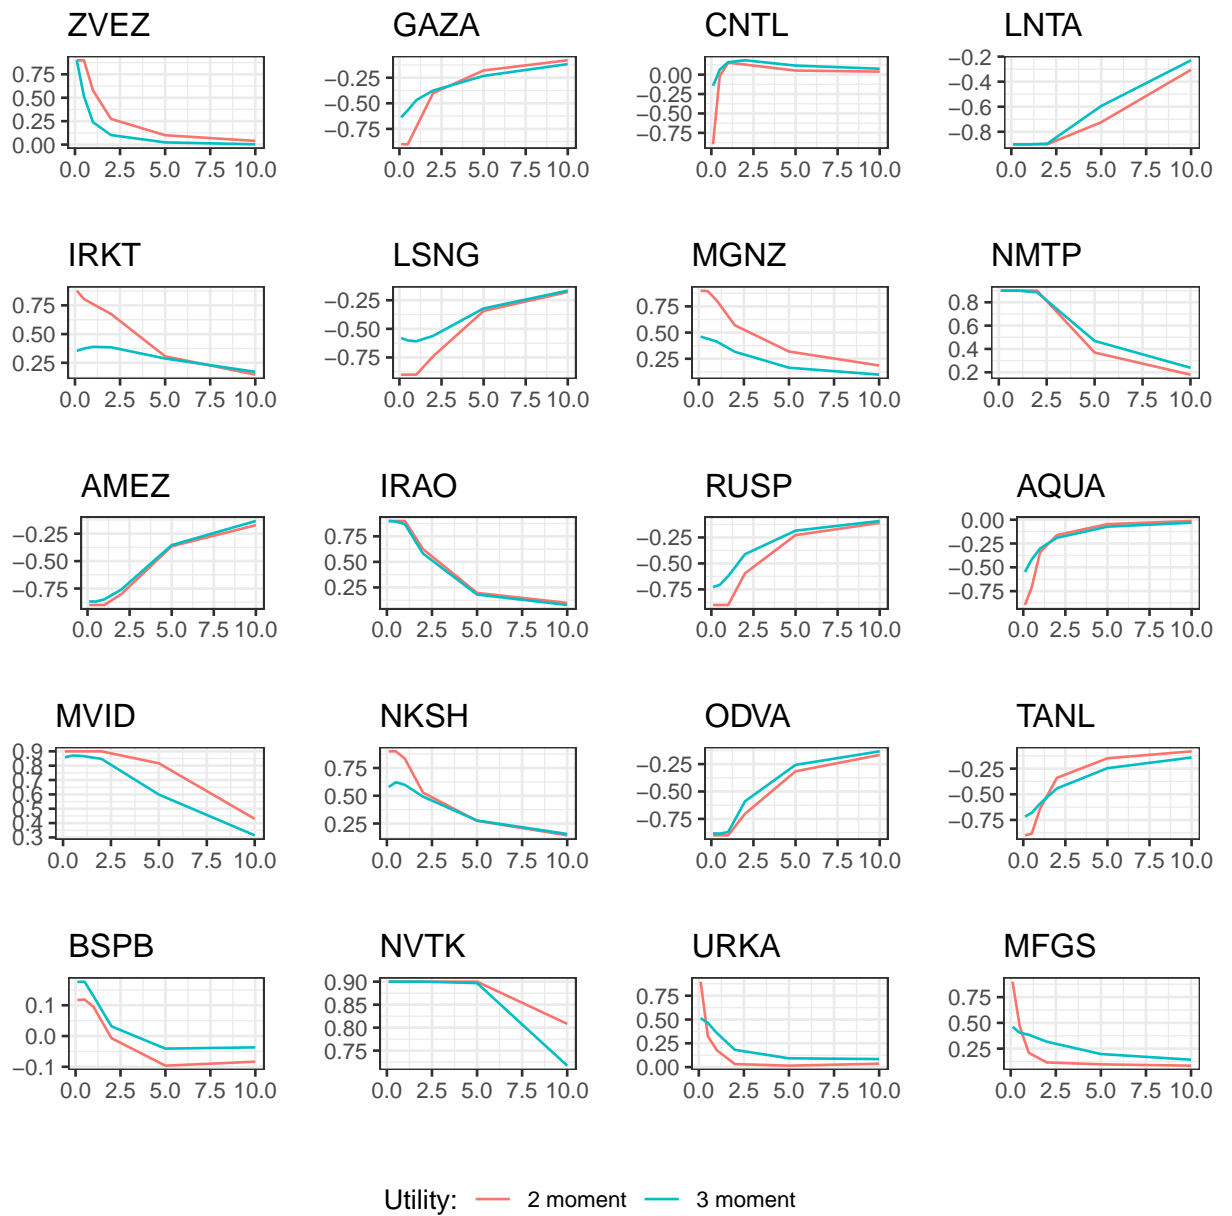 ZVEZ GAZA CNTL LNTA
0.75 0.50 0.25 0.00
−0.25 −0.50 −0.75
0.00 −0.25 −0.50 −0.75
−0.2 −0.4 −0.6 −0.8
0.0 2.5 5.0 7.5 10.0 0.0 2.5 5.0 7.5 10.0 0.0 2.5 5.0 7.5 10.0 0.0 2.5 5.0 7.5 10.0
IRKT LSNG MGNZ NMTP
0.75 0.50 0.25
−0.25 −0.50 −0.75
0.75 0.50 0.25
0.8 0.6 0.4 0.2
0.0 2.5 5.0 7.5 10.0 0.0 2.5 5.0 7.5 10.0 0.0 2.5 5.0 7.5 10.0 0.0 2.5 5.0 7.5 10.0
AMEZ IRAO RUSP AQUA
−0.25 −0.50 −0.75
0.75 0.50 0.25
−0.25 −0.50 −0.75
0.00 −0.25 −0.50 −0.75
0.0 2.5 5.0 7.5 10.0 0.0 2.5 5.0 7.5 10.0 0.0 2.5 5.0 7.5 10.0 0.0 2.5 5.0 7.5 10.0
MVID NKSH ODVA TANL
0.9 0.8 0.7 0.6 0.5 0.4 0.3
0.75 0.50 0.25
−0.25 −0.50 −0.75
−0.25 −0.50 −0.75
0.0 2.5 5.0 7.5 10.0 0.0 2.5 5.0 7.5 10.0 0.0 2.5 5.0 7.5 10.0 0.0 2.5 5.0 7.5 10.0
BSPB NVTK URKA MFGS
0.1 0.0 −0.1
0.90 0.85 0.80 0.75
0.75 0.50 0.25 0.00
0.75 0.50 0.25
0.0 2.5 5.0 7.5 10.0 0.0 2.5 5.0 7.5 10.0 0.0 2.5 5.0 7.5 10.0 0.0 2.5 5.0 7.5 10.0
Utility: 2 moment 3 moment